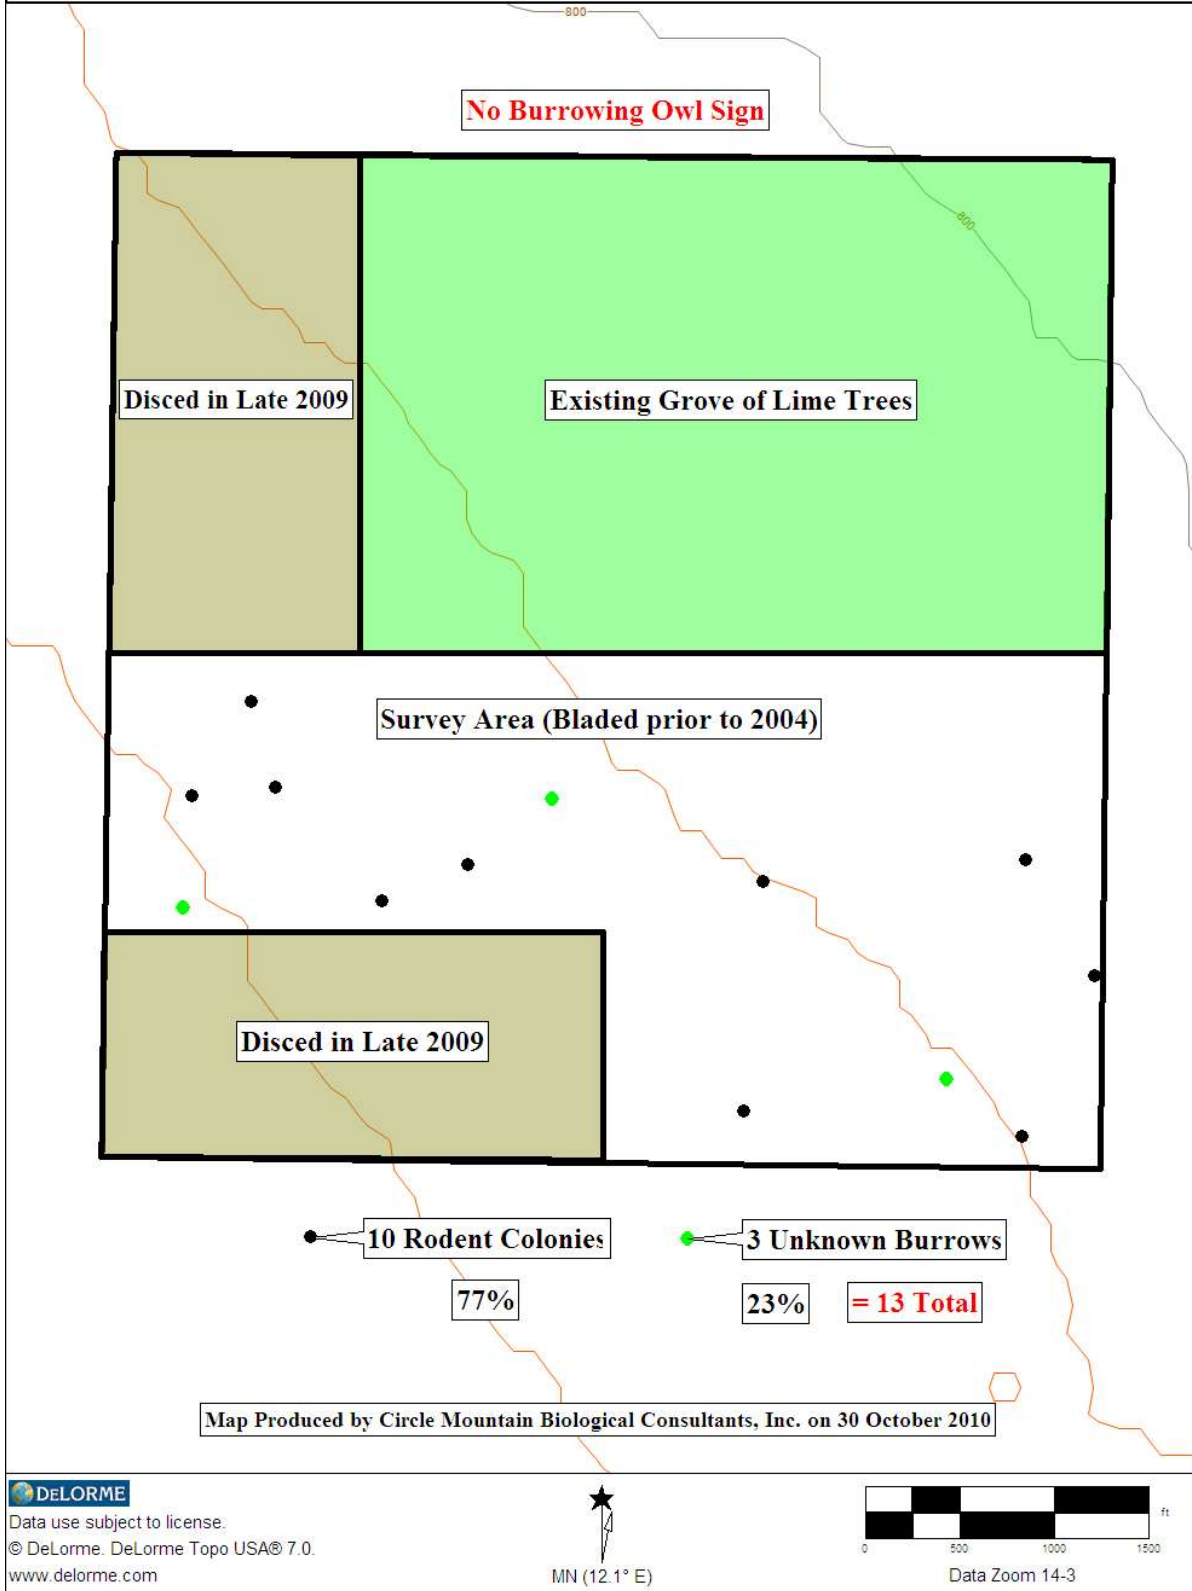 800
No Burrowing Owl Sign
800
Disced in Late 2009
Existing Grove of Lime Trees
Survey Area (Bladed prior to 2004)
Disced in Late 2009
10 Rodent Colonies
3 Unknown Burrows
77%
23%
= 13 Total
Map Produced by Circle Mountain Biological Consultants, Inc. on 30 October 2010
DELORME
Data use subject to license.
© DeLorme. DeLorme Topo USA® 7.0.
www.delorme.com
MN (12.1° E)
ft
0 500 1000 1500
Data Zoom 14-3